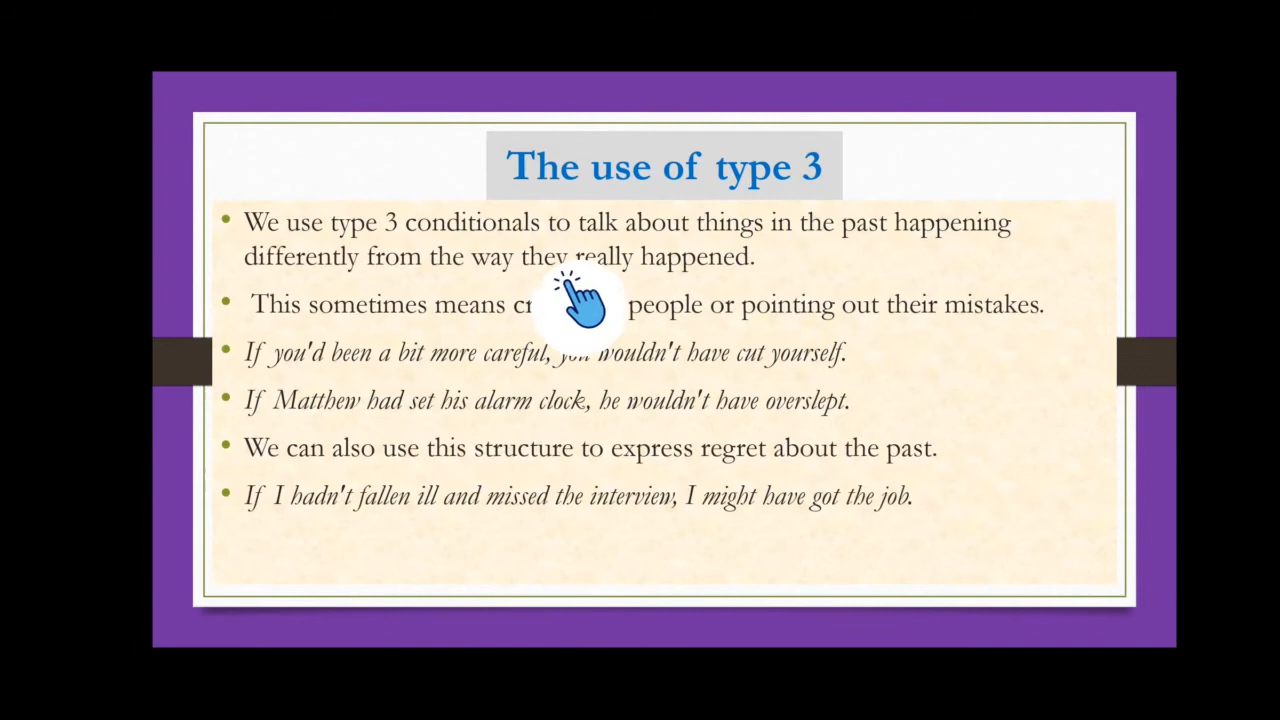 The use of type 3
• We use type 3 conditionals to talk about things in the past happening
differently from the way they really happened.
• This sometimes means people or pointing out their mistakes.
• If you'd been a bit more careful, you wouldn't have cut yourself.
• If Matthew had set his alarm clock, he wouldn't have overslept.
• We can also use this structure to express regret about the past.
• If I hadn't fallen ill and missed the interview, I might have got the job.